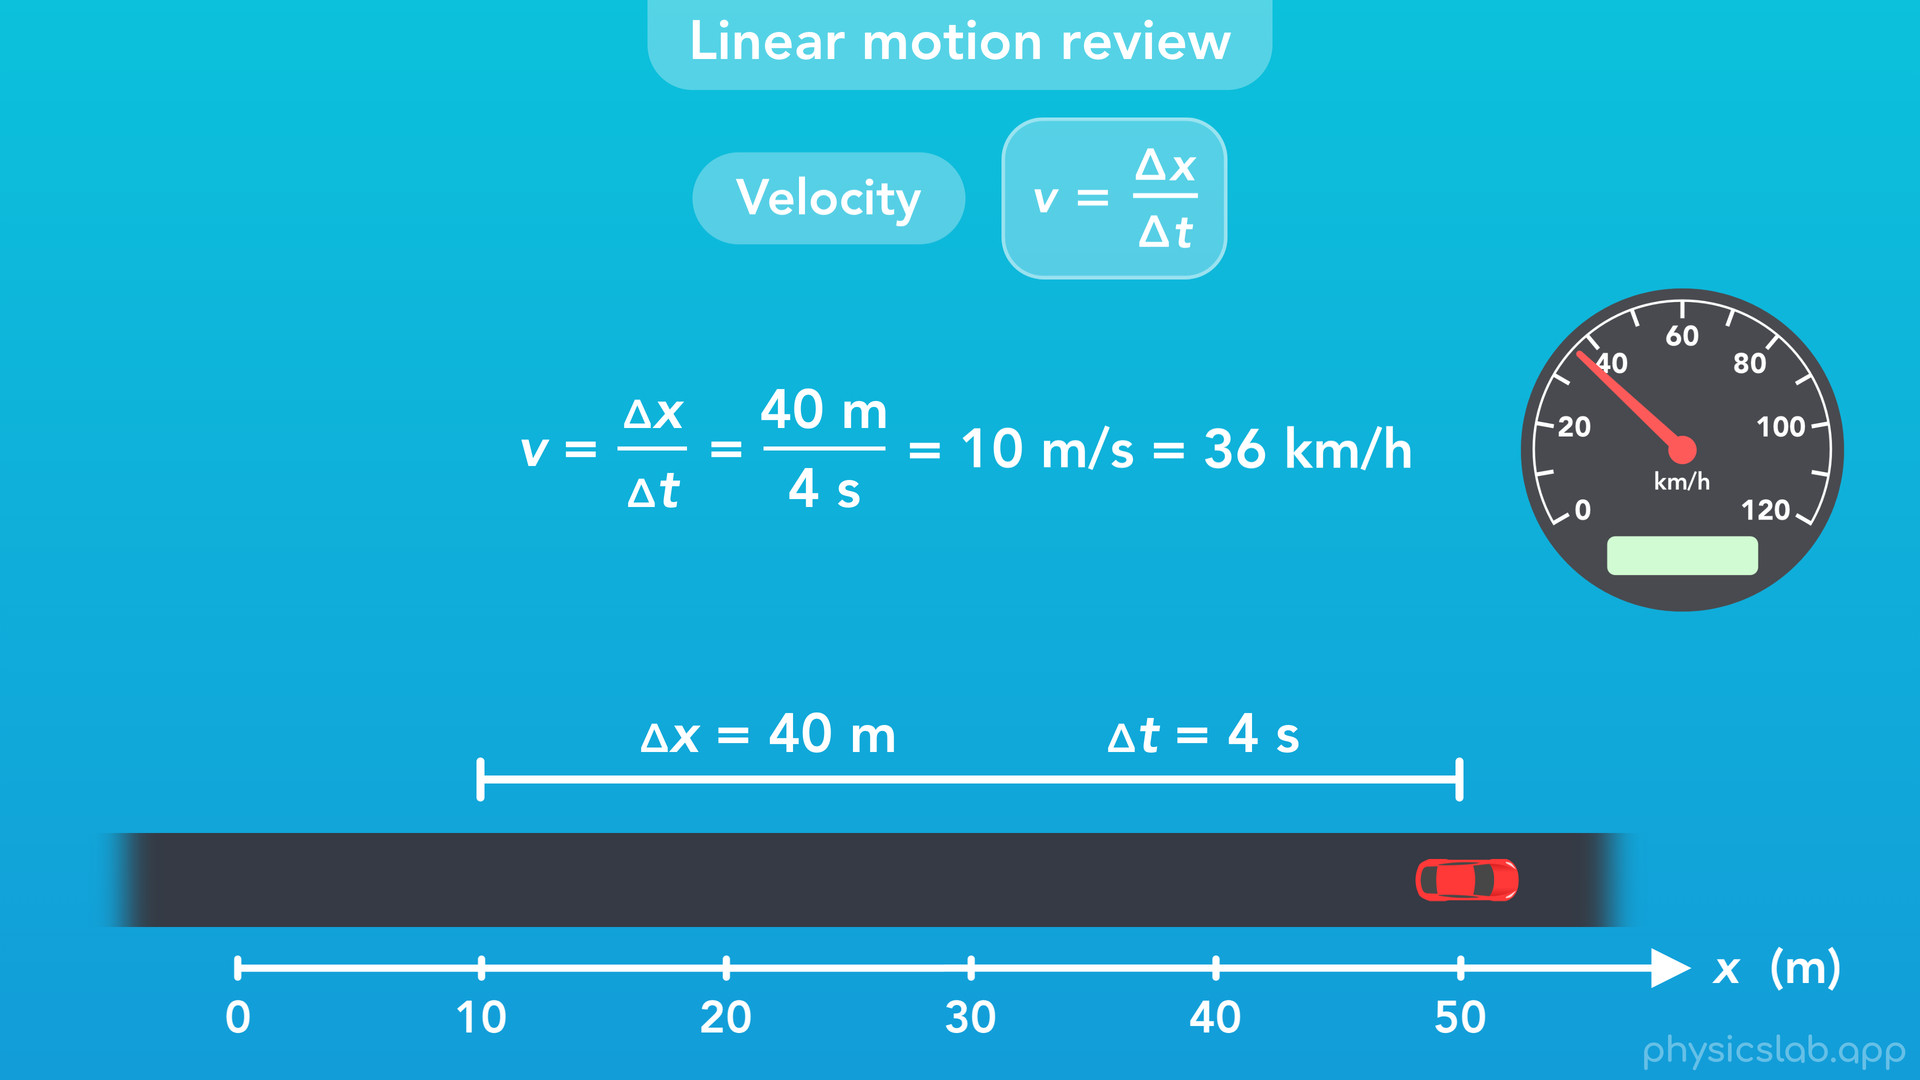 Linear motion review
Velocity
v = Δx / Δt
v = Δx / Δt = 40 m / 4 s = 10 m/s = 36 km/h
0 20 40 60 80 100 120
km/h
Δx = 40 m Δt = 4 s
x (m)
0 10 20 30 40 50
physicslab.app